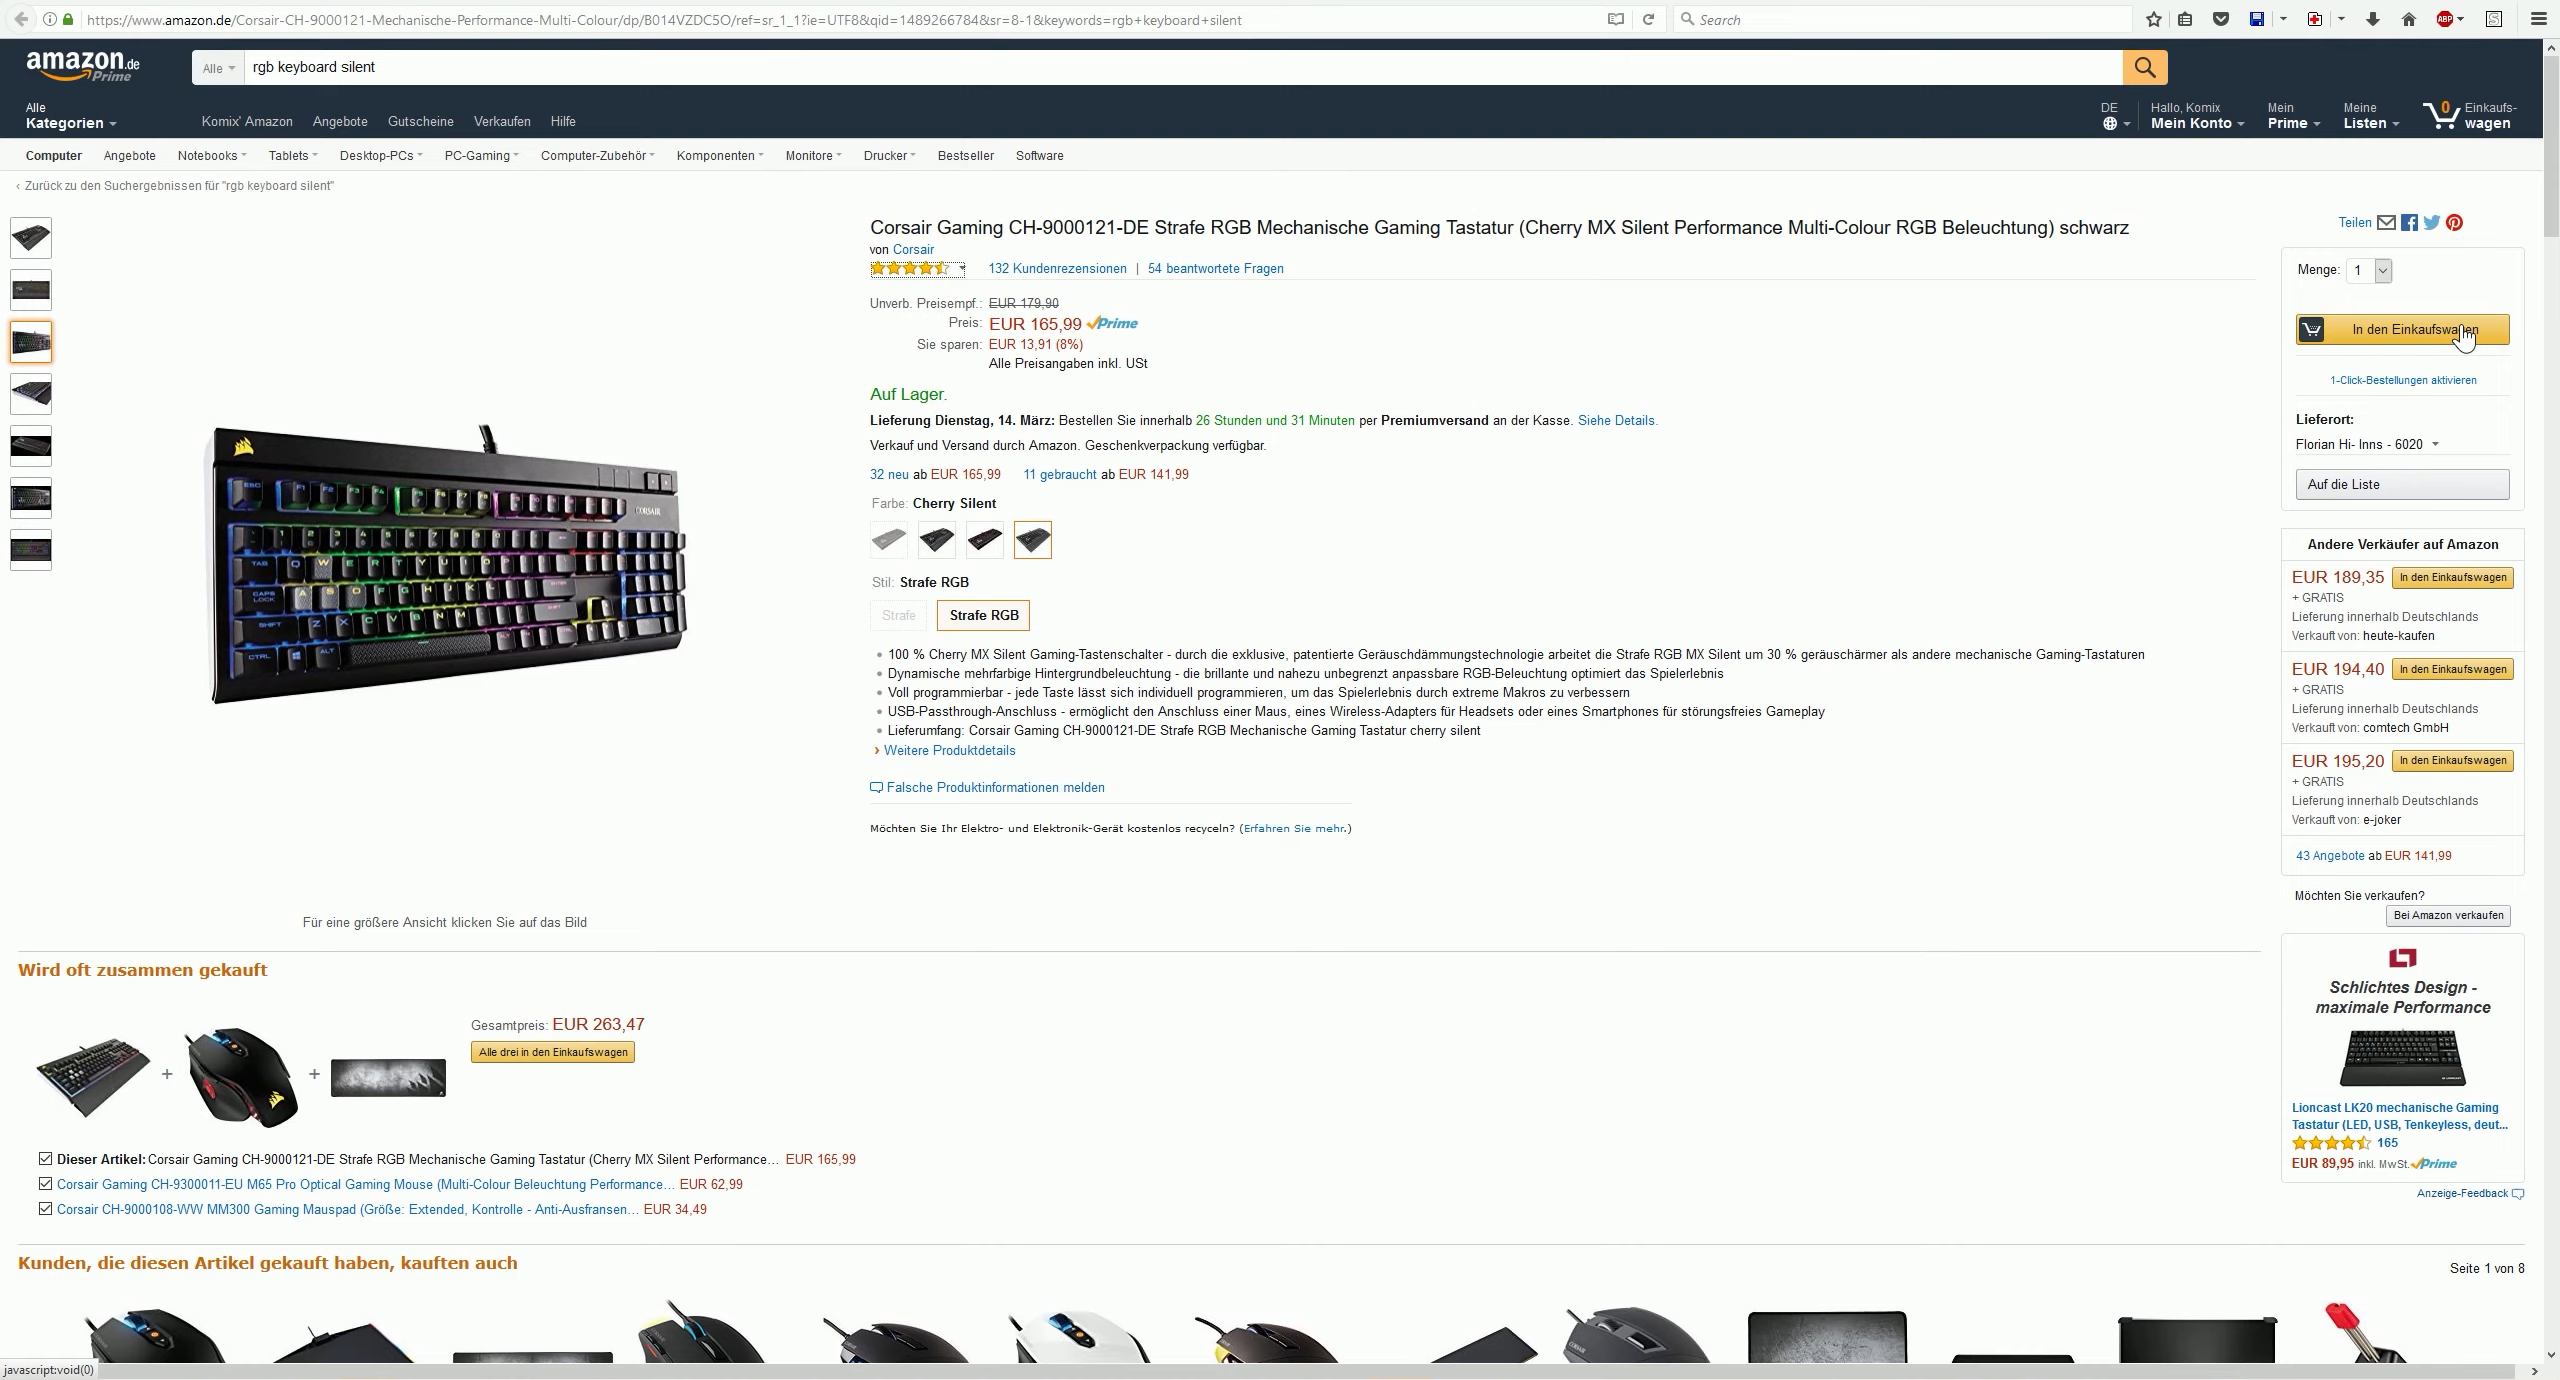 https://www.amazon.de/Corsair-CH-9000121-Mechanische-Performance-Multi-Colour/dp/B014VZDC5O/ref=sr_1_1?ie=UTF8&qid=1489266784&sr=8-1&keywords=rgb+keyboard+silent
Search
ABP
amazon.de
Prime
Alle
rgb keyboard silent
Alle
Kategorien
Komix' Amazon
Angebote
Gutscheine
Verkaufen
Hilfe
DE
Hallo, Komix
Mein Konto
Mein
Prime
Meine
Listen
0
Einkaufs-
wagen
Computer
Angebote
Notebooks
Tablets
Desktop-PCs
PC-Gaming
Computer-Zubehör
Komponenten
Monitore
Drucker
Bestseller
Software
‹ Zurück zu den Suchergebnissen für "rgb keyboard silent"
Corsair Gaming CH-9000121-DE Strafe RGB Mechanische Gaming Tastatur (Cherry MX Silent Performance Multi-Colour RGB Beleuchtung) schwarz
von Corsair
132 Kundenrezensionen | 54 beantwortete Fragen
Unverb. Preisempf.: EUR 179,90
Preis: EUR 165,99 Prime
Sie sparen: EUR 13,91 (8%)
Alle Preisangaben inkl. USt
Auf Lager.
Lieferung Dienstag, 14. März: Bestellen Sie innerhalb 26 Stunden und 31 Minuten per Premiumversand an der Kasse. Siehe Details.
Verkauf und Versand durch Amazon. Geschenkverpackung verfügbar.
32 neu ab EUR 165,99 11 gebraucht ab EUR 141,99
Farbe: Cherry Silent
Stil: Strafe RGB
Strafe
Strafe RGB
• 100 % Cherry MX Silent Gaming-Tastenschalter - durch die exklusive, patentierte Geräuschdämmungstechnologie arbeitet die Strafe RGB MX Silent um 30 % geräuschärmer als andere mechanische Gaming-Tastaturen
• Dynamische mehrfarbige Hintergrundbeleuchtung - die brillante und nahezu unbegrenzt anpassbare RGB-Beleuchtung optimiert das Spielerlebnis
• Voll programmierbar - jede Taste lässt sich individuell programmieren, um das Spielerlebnis durch extreme Makros zu verbessern
• USB-Passthrough-Anschluss - ermöglicht den Anschluss einer Maus, eines Wireless-Adapters für Headsets oder eines Smartphones für störungsfreies Gameplay
• Lieferumfang: Corsair Gaming CH-9000121-DE Strafe RGB Mechanische Gaming Tastatur cherry silent
› Weitere Produktdetails
Falsche Produktinformationen melden
Möchten Sie Ihr Elektro- und Elektronik-Gerät kostenlos recyceln? (Erfahren Sie mehr.)
CORSAIR
Für eine größere Ansicht klicken Sie auf das Bild
Teilen
Menge: 1
In den Einkaufswagen
1-Click-Bestellungen aktivieren
Lieferort:
Florian Hi- Inns - 6020
Auf die Liste
Andere Verkäufer auf Amazon
EUR 189,35 In den Einkaufswagen
+ GRATIS
Lieferung innerhalb Deutschlands
Verkauft von: heute-kaufen
EUR 194,40 In den Einkaufswagen
+ GRATIS
Lieferung innerhalb Deutschlands
Verkauft von: comtech GmbH
EUR 195,20 In den Einkaufswagen
+ GRATIS
Lieferung innerhalb Deutschlands
Verkauft von: e-joker
43 Angebote ab EUR 141,99
Möchten Sie verkaufen?
Bei Amazon verkaufen
Schlichtes Design -
maximale Performance
Lioncast LK20 mechanische Gaming
Tastatur (LED, USB, Tenkeyless, deut...
165
EUR 89,95 inkl. MwSt. Prime
Anzeige-Feedback
Wird oft zusammen gekauft
+
+
Gesamtpreis: EUR 263,47
Alle drei in den Einkaufswagen
Dieser Artikel: Corsair Gaming CH-9000121-DE Strafe RGB Mechanische Gaming Tastatur (Cherry MX Silent Performance… EUR 165,99
Corsair Gaming CH-9300011-EU M65 Pro Optical Gaming Mouse (Multi-Colour Beleuchtung Performance… EUR 62,99
Corsair CH-9000108-WW MM300 Gaming Mauspad (Größe: Extended, Kontrolle - Anti-Ausfransen… EUR 34,49
Kunden, die diesen Artikel gekauft haben, kauften auch
Seite 1 von 8
javascript:void(0)